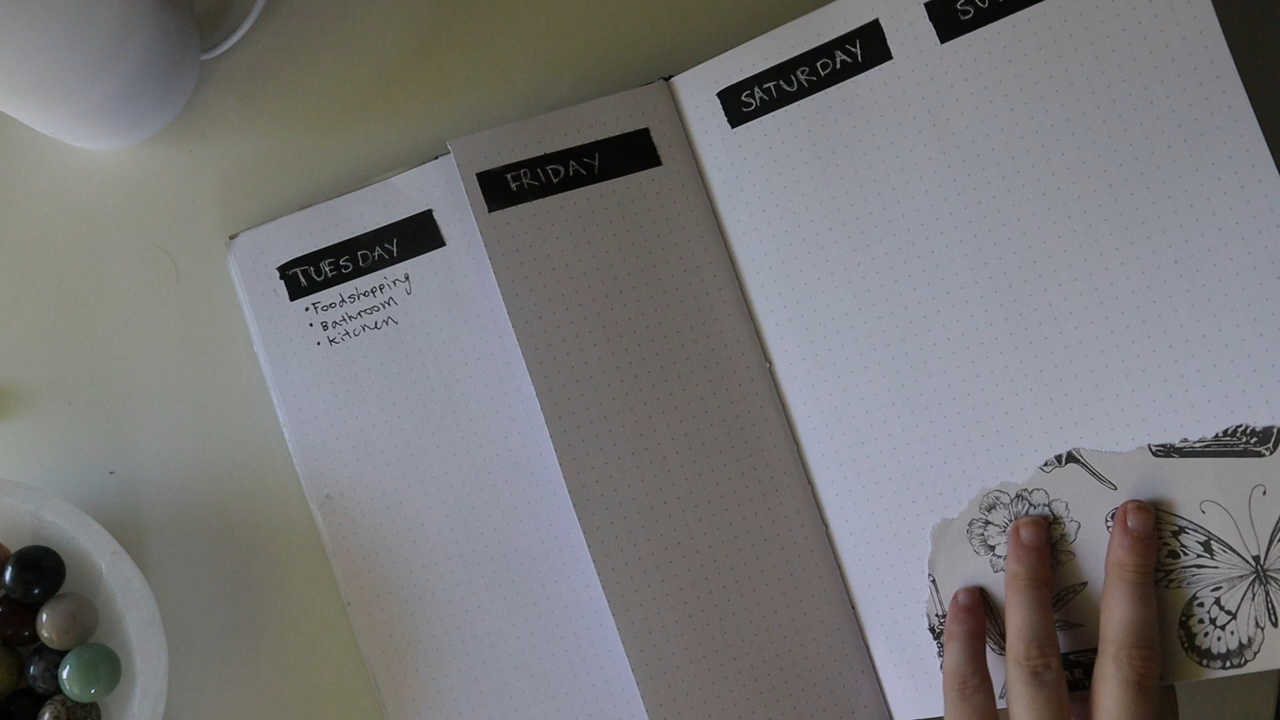 TUESDAY
• Foodshopping
• Bathroom
• kitchen
FRIDAY
SATURDAY